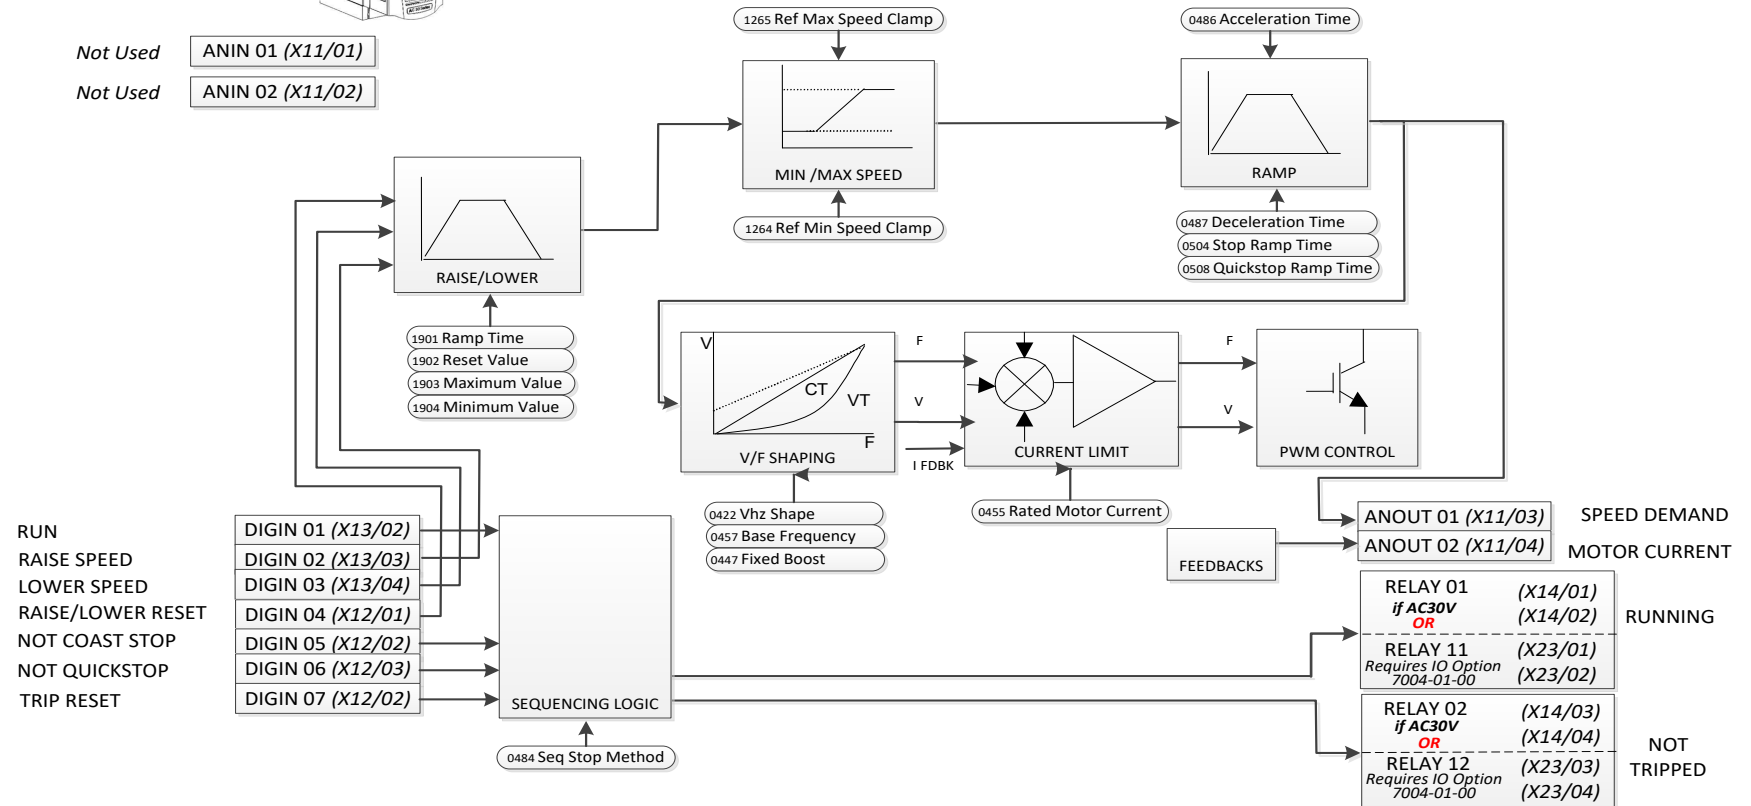 Not Used ANIN 01 (X11/01)
Not Used ANIN 02 (X11/02)
1265 Ref Max Speed Clamp
MIN /MAX SPEED
1264 Ref Min Speed Clamp
0486 Acceleration Time
RAMP
0487 Deceleration Time
0504 Stop Ramp Time
0508 Quickstop Ramp Time
RAISE/LOWER
1901 Ramp Time
1902 Reset Value
1903 Maximum Value
1904 Minimum Value
V
CT
VT
F
V/F SHAPING
F
V
I FDBK
CURRENT LIMIT
F
V
PWM CONTROL
0422 Vhz Shape
0457 Base Frequency
0447 Fixed Boost
0455 Rated Motor Current
RUN DIGIN 01 (X13/02)
RAISE SPEED DIGIN 02 (X13/03)
LOWER SPEED DIGIN 03 (X13/04)
RAISE/LOWER RESET DIGIN 04 (X12/01)
NOT COAST STOP DIGIN 05 (X12/02)
NOT QUICKSTOP DIGIN 06 (X12/03)
TRIP RESET DIGIN 07 (X12/02)
SEQUENCING LOGIC
0484 Seq Stop Method
FEEDBACKS
ANOUT 01 (X11/03) SPEED DEMAND
ANOUT 02 (X11/04) MOTOR CURRENT
RELAY 01 (X14/01)
if AC30V (X14/02)
OR
RUNNING
RELAY 11 (X23/01)
Requires IO Option
7004-01-00 (X23/02)
RELAY 02 (X14/03)
if AC30V
OR (X14/04)
NOT
TRIPPED
RELAY 12 (X23/03)
Requires IO Option
7004-01-00 (X23/04)